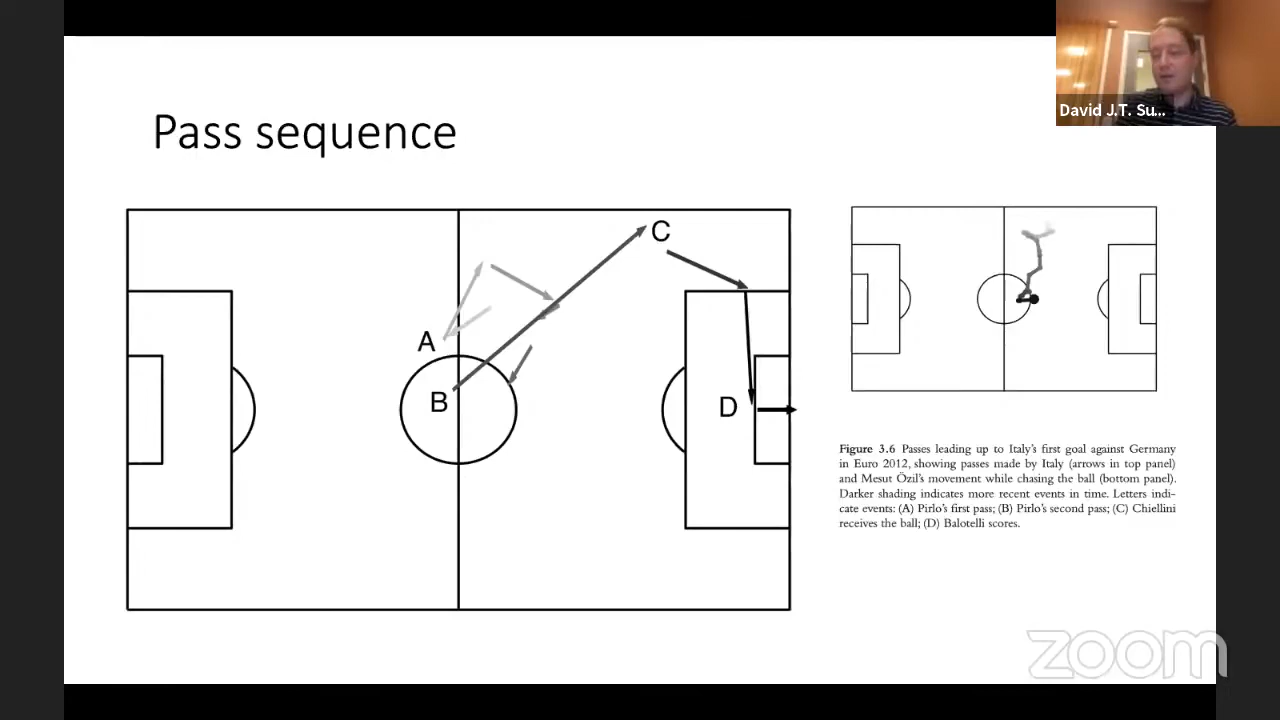 David J.T. Su...
Pass sequence
A
B
C
D
Figure 3.6 Passes leading up to Italy's first goal against Germany
in Euro 2012, showing passes made by Italy (arrows in top panel)
and Mesut Özil's movement while chasing the ball (bottom panel).
Darker shading indicates more recent events in time. Letters indi-
cate events: (A) Pirlo's first pass; (B) Pirlo's second pass; (C) Chiellini
receives the ball; (D) Balotelli scores.
zoom